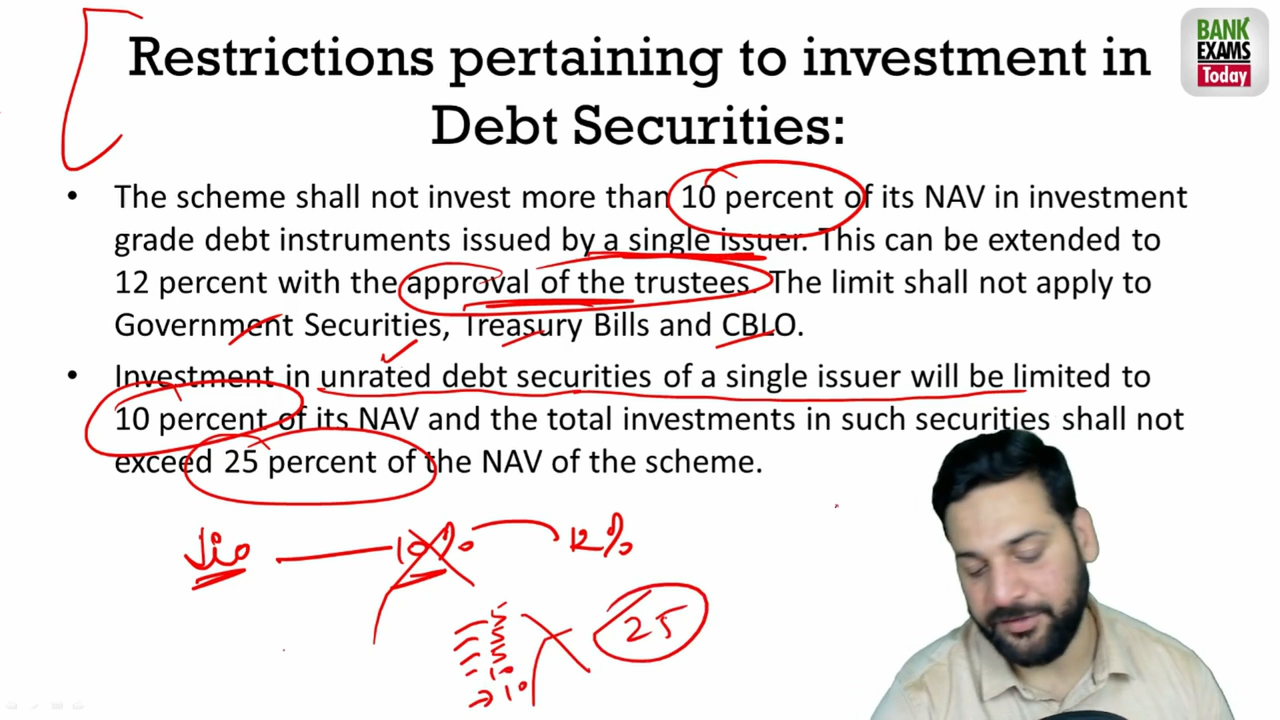 BANK
EXAMS
Today
Restrictions pertaining to investment in
Debt Securities:
• The scheme shall not invest more than 10 percent of its NAV in investment
grade debt instruments issued by a single issuer. This can be extended to
12 percent with the approval of the trustees. The limit shall not apply to
Government Securities, Treasury Bills and CBLO.
• Investment in unrated debt securities of a single issuer will be limited to
10 percent of its NAV and the total investments in such securities shall not
exceed 25 percent of the NAV of the scheme.
Jio 10% 12%
25
10
10